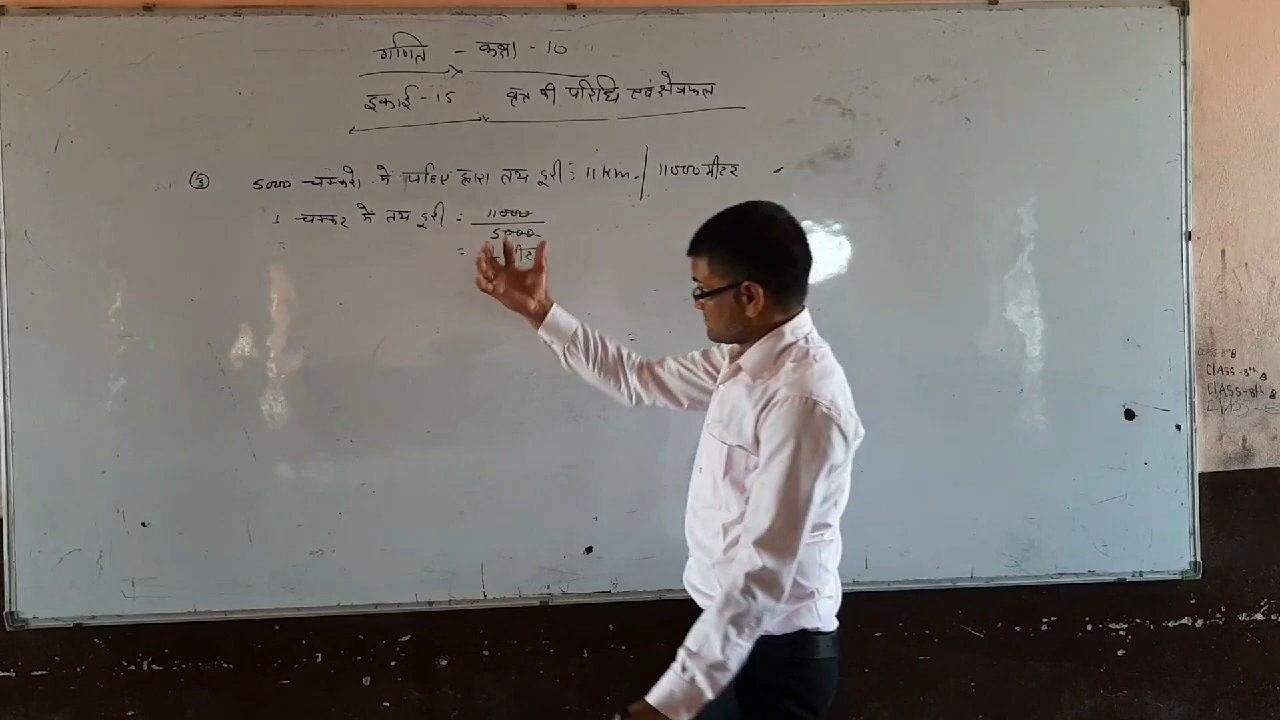 गणित - कक्षा - 10
इकाई - 15 वृत्त की परिधि एवं क्षेत्रफल
③ 5000 चक्करो मे पहिए द्वारा तय दूरी = 11 km. / 11000 मीटर
1 चक्कर मे तय दूरी = 11000
5000
=
CLASS-8th B
CLASS-8th B